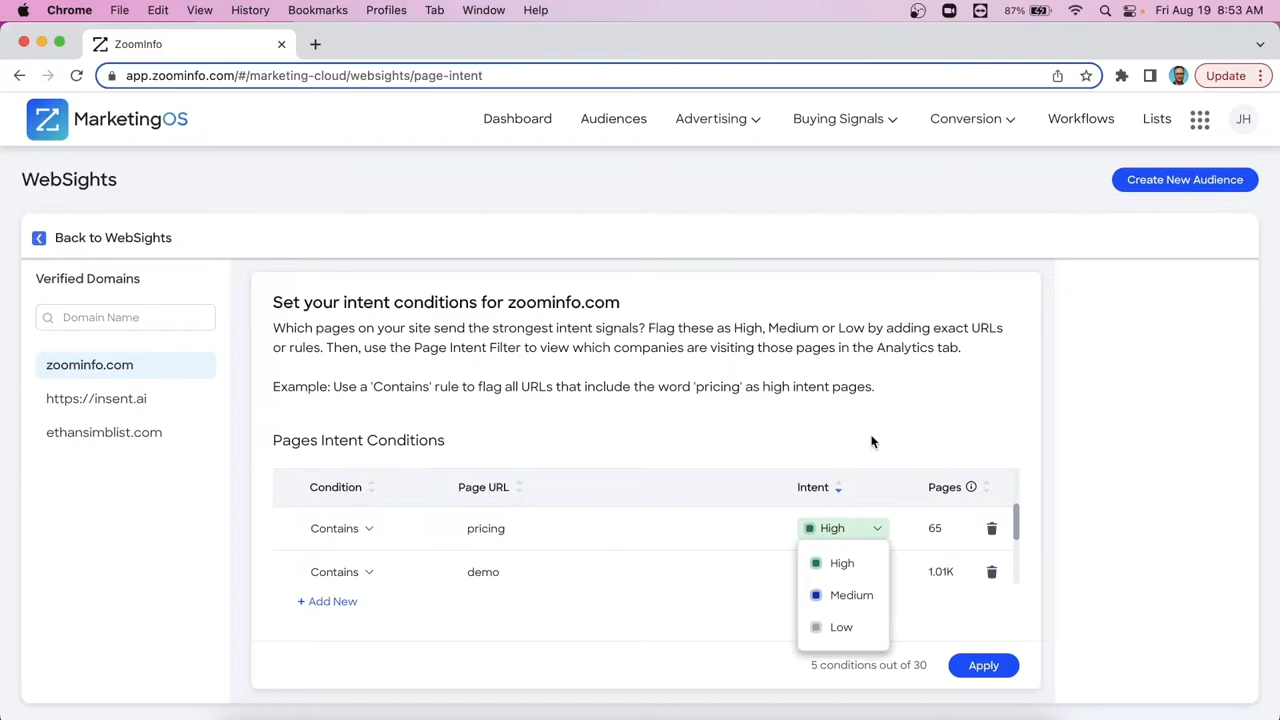 Chrome File Edit View History Bookmarks Profiles Tab Window Help 87% Fri Aug 19 8:53 AM
ZoomInfo
app.zoominfo.com/#/marketing-cloud/websights/page-intent Update
MarketingOS Dashboard Audiences Advertising Buying Signals Conversion Workflows Lists JH
WebSights Create New Audience
Back to WebSights
Verified Domains
Domain Name
zoominfo.com
https://insent.ai
ethansimblist.com
Set your intent conditions for zoominfo.com
Which pages on your site send the strongest intent signals? Flag these as High, Medium or Low by adding exact URLs
or rules. Then, use the Page Intent Filter to view which companies are visiting those pages in the Analytics tab.
Example: Use a 'Contains' rule to flag all URLs that include the word 'pricing' as high intent pages.
Pages Intent Conditions
Condition Page URL Intent Pages
Contains pricing High 65
Contains demo 1.01K
High
Medium
Low
+ Add New
5 conditions out of 30 Apply